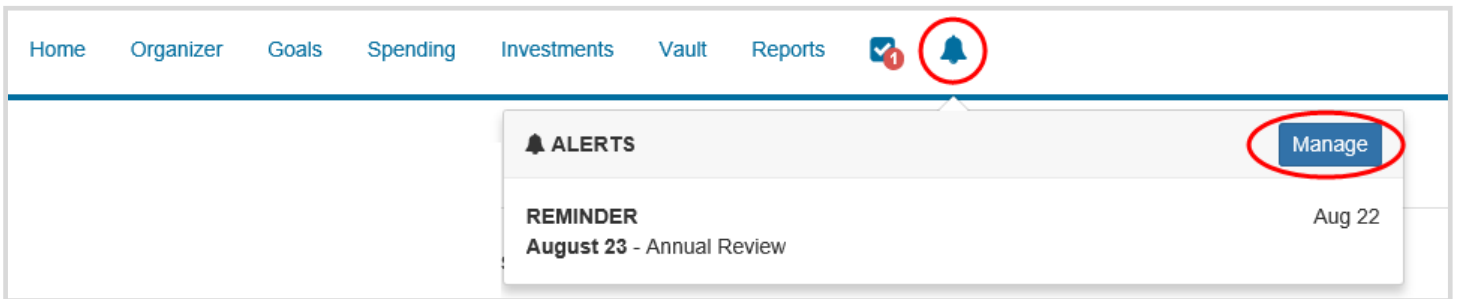 Home Organizer Goals Spending Investments Vault Reports 1
ALERTS Manage
REMINDER Aug 22
August 23 - Annual Review